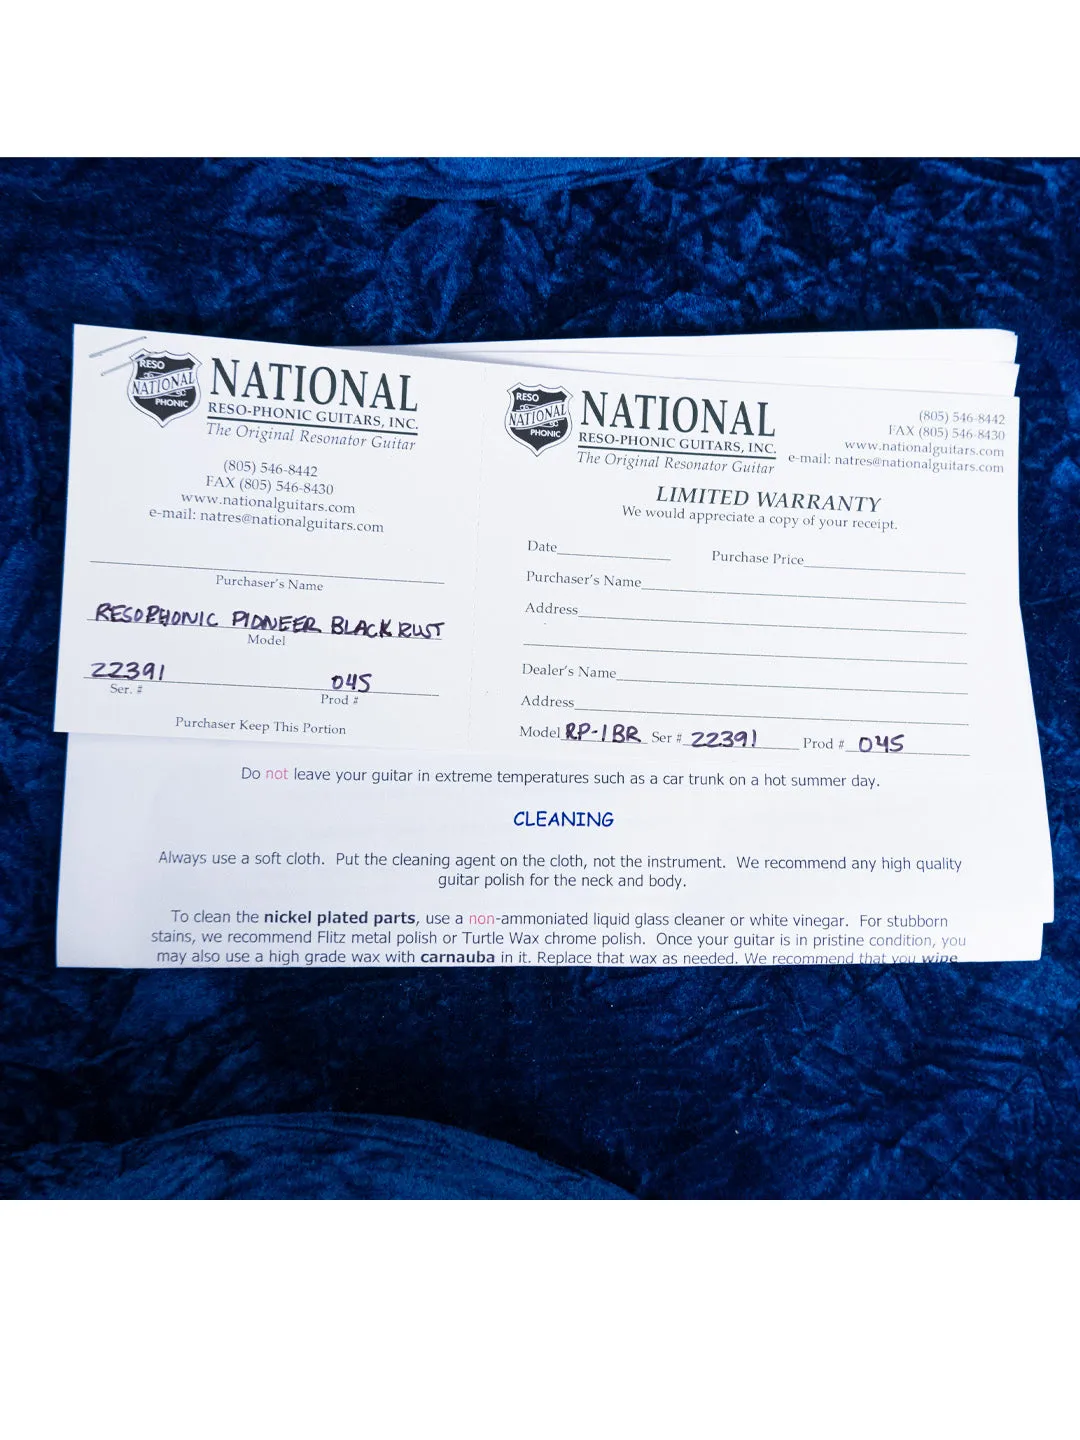 RESO
NATIONAL
PHONIC
NATIONAL
RESO-PHONIC GUITARS, INC.
The Original Resonator Guitar
(805) 546-8442
FAX (805) 546-8430
www.nationalguitars.com
e-mail: natres@nationalguitars.com
Purchaser's Name
RESOPHONIC PIONEER BLACK RUST
Model
22391 045
Ser. # Prod #
Purchaser Keep This Portion
RESO
NATIONAL
PHONIC
NATIONAL
RESO-PHONIC GUITARS, INC.
The Original Resonator Guitar
(805) 546-8442
FAX (805) 546-8430
www.nationalguitars.com
e-mail: natres@nationalguitars.com
LIMITED WARRANTY
We would appreciate a copy of your receipt.
Date Purchase Price
Purchaser's Name
Address
Dealer's Name
Address
Model RP-1BR Ser # 22391 Prod # 045
Do not leave your guitar in extreme temperatures such as a car trunk on a hot summer day.
CLEANING
Always use a soft cloth. Put the cleaning agent on the cloth, not the instrument. We recommend any high quality
guitar polish for the neck and body.
To clean the nickel plated parts, use a non-ammoniated liquid glass cleaner or white vinegar. For stubborn
stains, we recommend Flitz metal polish or Turtle Wax chrome polish. Once your guitar is in pristine condition, you
may also use a high grade wax with carnauba in it. Replace that wax as needed. We recommend that you wipe